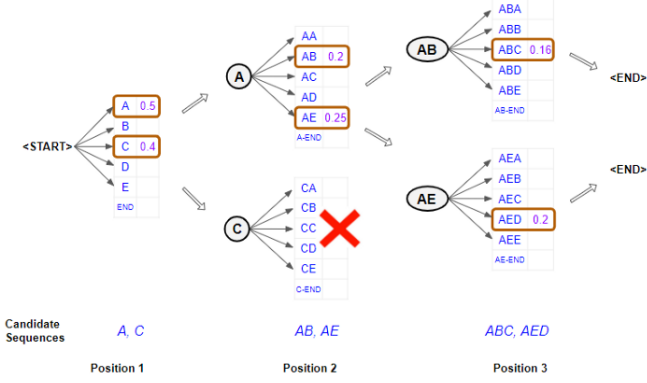 <START>
A 0.5
B
C 0.4
D
E
END
A
AA
AB 0.2
AC
AD
AE 0.25
A-END
C
CA
CB
CC
CD
CE
C-END
AB
ABA
ABB
ABC 0.16
ABD
ABE
AB-END
<END>
AE
AEA
AEB
AEC
AED 0.2
AEE
AE-END
<END>
Candidate
Sequences
A, C
AB, AE
ABC, AED
Position 1
Position 2
Position 3